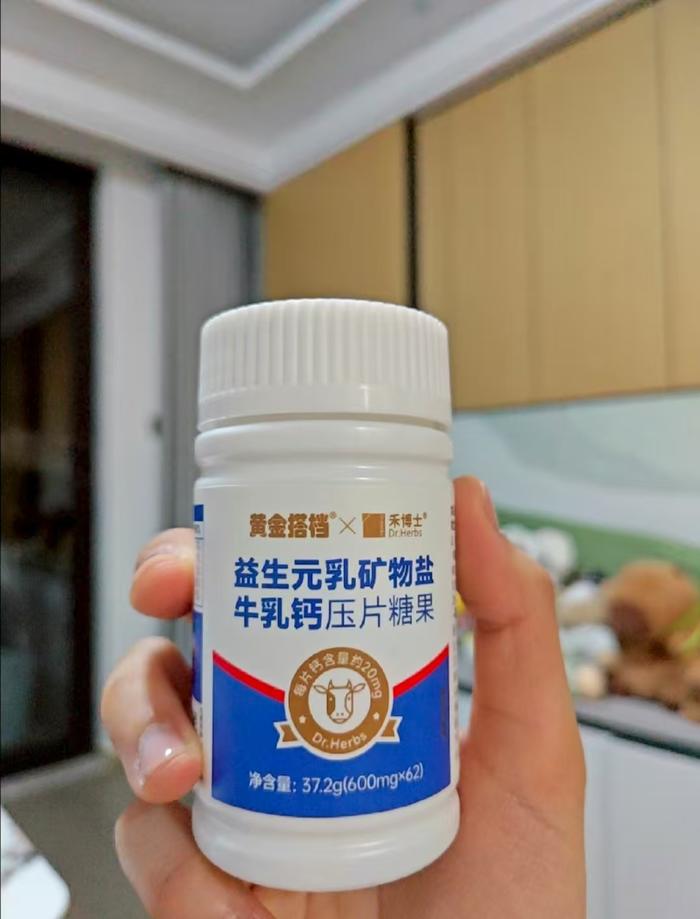 黄金搭档® × 禾博士®
Dr.Herbs
益生元乳矿物盐
牛乳钙压片糖果
每片钙含量约20mg
Dr.Herbs
净含量: 37.2g(600mg×62)